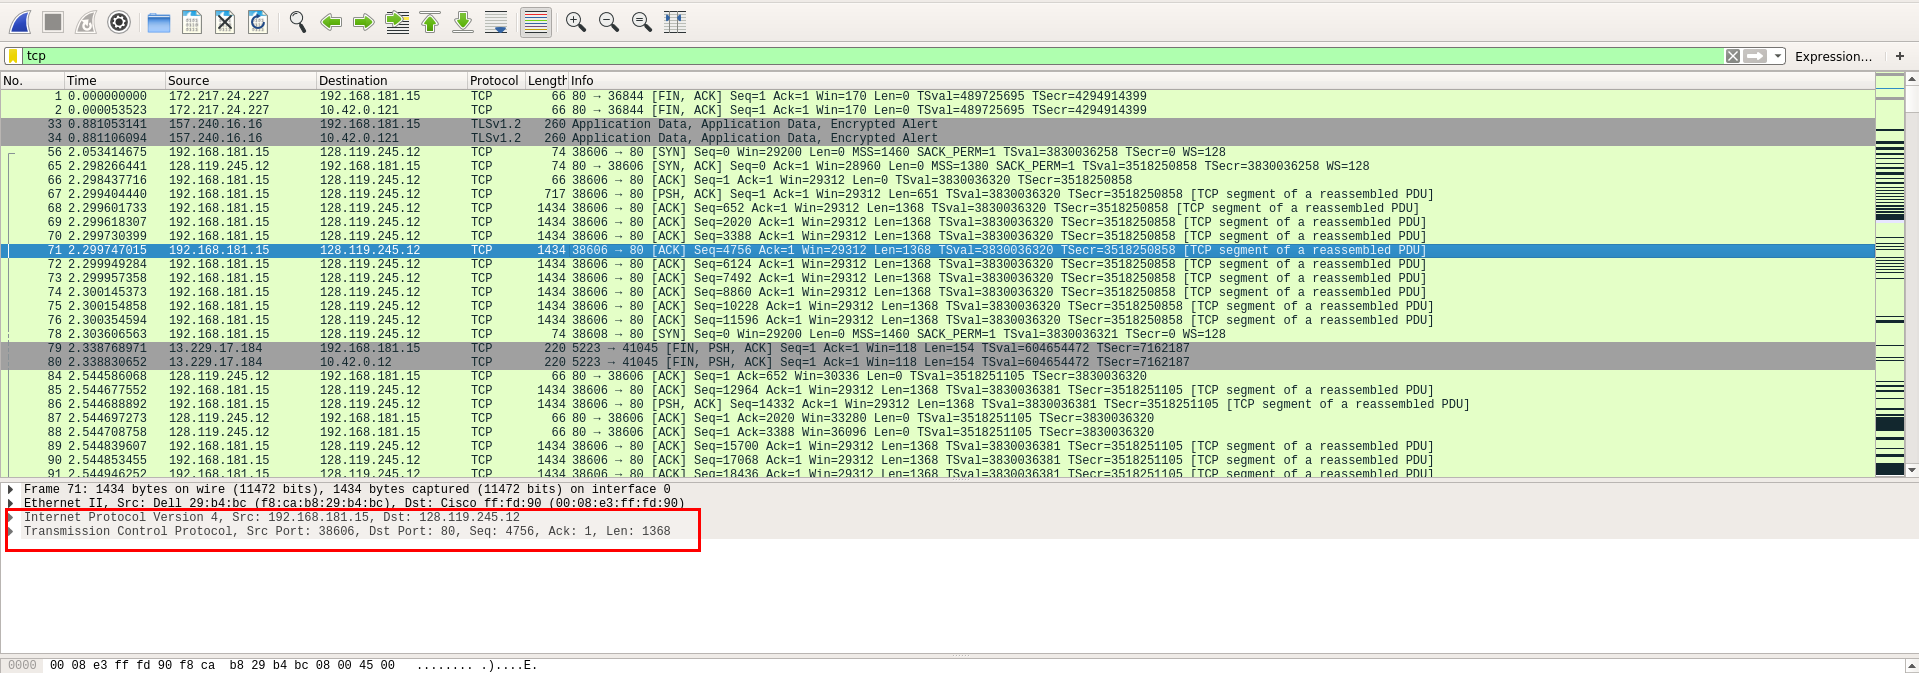 tcp
Expression...
+
No. Time Source Destination Protocol Length Info
1 0.000000000 172.217.24.227 192.168.181.15 TCP 66 80 → 36844 [FIN, ACK] Seq=1 Ack=1 Win=170 Len=0 TSval=489725695 TSecr=4294914399
2 0.000053523 172.217.24.227 10.42.0.121 TCP 66 80 → 36844 [FIN, ACK] Seq=1 Ack=1 Win=170 Len=0 TSval=489725695 TSecr=4294914399
33 0.881053141 157.240.16.16 192.168.181.15 TLSv1.2 260 Application Data, Application Data, Encrypted Alert
34 0.881106094 157.240.16.16 10.42.0.121 TLSv1.2 260 Application Data, Application Data, Encrypted Alert
56 2.053414675 192.168.181.15 128.119.245.12 TCP 74 38606 → 80 [SYN] Seq=0 Win=29200 Len=0 MSS=1460 SACK_PERM=1 TSval=3830036258 TSecr=0 WS=128
65 2.298266441 128.119.245.12 192.168.181.15 TCP 74 80 → 38606 [SYN, ACK] Seq=0 Ack=1 Win=28960 Len=0 MSS=1380 SACK_PERM=1 TSval=3518250858 TSecr=3830036258 WS=128
66 2.298437716 192.168.181.15 128.119.245.12 TCP 66 38606 → 80 [ACK] Seq=1 Ack=1 Win=29312 Len=0 TSval=3830036320 TSecr=3518250858
67 2.299404440 192.168.181.15 128.119.245.12 TCP 717 38606 → 80 [PSH, ACK] Seq=1 Ack=1 Win=29312 Len=651 TSval=3830036320 TSecr=3518250858 [TCP segment of a reassembled PDU]
68 2.299601733 192.168.181.15 128.119.245.12 TCP 1434 38606 → 80 [ACK] Seq=652 Ack=1 Win=29312 Len=1368 TSval=3830036320 TSecr=3518250858 [TCP segment of a reassembled PDU]
69 2.299618307 192.168.181.15 128.119.245.12 TCP 1434 38606 → 80 [ACK] Seq=2020 Ack=1 Win=29312 Len=1368 TSval=3830036320 TSecr=3518250858 [TCP segment of a reassembled PDU]
70 2.299730399 192.168.181.15 128.119.245.12 TCP 1434 38606 → 80 [ACK] Seq=3388 Ack=1 Win=29312 Len=1368 TSval=3830036320 TSecr=3518250858 [TCP segment of a reassembled PDU]
71 2.299747015 192.168.181.15 128.119.245.12 TCP 1434 38606 → 80 [ACK] Seq=4756 Ack=1 Win=29312 Len=1368 TSval=3830036320 TSecr=3518250858 [TCP segment of a reassembled PDU]
72 2.299949284 192.168.181.15 128.119.245.12 TCP 1434 38606 → 80 [ACK] Seq=6124 Ack=1 Win=29312 Len=1368 TSval=3830036320 TSecr=3518250858 [TCP segment of a reassembled PDU]
73 2.299957358 192.168.181.15 128.119.245.12 TCP 1434 38606 → 80 [ACK] Seq=7492 Ack=1 Win=29312 Len=1368 TSval=3830036320 TSecr=3518250858 [TCP segment of a reassembled PDU]
74 2.300145373 192.168.181.15 128.119.245.12 TCP 1434 38606 → 80 [ACK] Seq=8860 Ack=1 Win=29312 Len=1368 TSval=3830036320 TSecr=3518250858 [TCP segment of a reassembled PDU]
75 2.300154858 192.168.181.15 128.119.245.12 TCP 1434 38606 → 80 [ACK] Seq=10228 Ack=1 Win=29312 Len=1368 TSval=3830036320 TSecr=3518250858 [TCP segment of a reassembled PDU]
76 2.300354594 192.168.181.15 128.119.245.12 TCP 1434 38606 → 80 [ACK] Seq=11596 Ack=1 Win=29312 Len=1368 TSval=3830036320 TSecr=3518250858 [TCP segment of a reassembled PDU]
78 2.303606563 192.168.181.15 128.119.245.12 TCP 74 38608 → 80 [SYN] Seq=0 Win=29200 Len=0 MSS=1460 SACK_PERM=1 TSval=3830036321 TSecr=0 WS=128
79 2.338768971 13.229.17.184 192.168.181.15 TCP 220 5223 → 41045 [FIN, PSH, ACK] Seq=1 Ack=1 Win=118 Len=154 TSval=604654472 TSecr=7162187
80 2.338830652 13.229.17.184 10.42.0.12 TCP 220 5223 → 41045 [FIN, PSH, ACK] Seq=1 Ack=1 Win=118 Len=154 TSval=604654472 TSecr=7162187
84 2.544586068 128.119.245.12 192.168.181.15 TCP 66 80 → 38606 [ACK] Seq=1 Ack=652 Win=30336 Len=0 TSval=3518251105 TSecr=3830036320
85 2.544677552 192.168.181.15 128.119.245.12 TCP 1434 38606 → 80 [ACK] Seq=12964 Ack=1 Win=29312 Len=1368 TSval=3830036381 TSecr=3518251105 [TCP segment of a reassembled PDU]
86 2.544688892 192.168.181.15 128.119.245.12 TCP 1434 38606 → 80 [PSH, ACK] Seq=14332 Ack=1 Win=29312 Len=1368 TSval=3830036381 TSecr=3518251105 [TCP segment of a reassembled PDU]
87 2.544697273 128.119.245.12 192.168.181.15 TCP 66 80 → 38606 [ACK] Seq=1 Ack=2020 Win=33280 Len=0 TSval=3518251105 TSecr=3830036320
88 2.544708758 128.119.245.12 192.168.181.15 TCP 66 80 → 38606 [ACK] Seq=1 Ack=3388 Win=36096 Len=0 TSval=3518251105 TSecr=3830036320
89 2.544839607 192.168.181.15 128.119.245.12 TCP 1434 38606 → 80 [ACK] Seq=15700 Ack=1 Win=29312 Len=1368 TSval=3830036381 TSecr=3518251105 [TCP segment of a reassembled PDU]
90 2.544853455 192.168.181.15 128.119.245.12 TCP 1434 38606 → 80 [ACK] Seq=17068 Ack=1 Win=29312 Len=1368 TSval=3830036381 TSecr=3518251105 [TCP segment of a reassembled PDU]
91 2.544946252 192.168.181.15 128.119.245.12 TCP 1434 38606 → 80 [ACK] Seq=18436 Ack=1 Win=29312 Len=1368 TSval=3830036381 TSecr=3518251105 [TCP segment of a reassembled PDU]
Frame 71: 1434 bytes on wire (11472 bits), 1434 bytes captured (11472 bits) on interface 0
Ethernet II, Src: Dell 29:b4:bc (f8:ca:b8:29:b4:bc), Dst: Cisco ff:fd:90 (00:08:e3:ff:fd:90)
Internet Protocol Version 4, Src: 192.168.181.15, Dst: 128.119.245.12
Transmission Control Protocol, Src Port: 38606, Dst Port: 80, Seq: 4756, Ack: 1, Len: 1368
0000 00 08 e3 ff fd 90 f8 ca b8 29 b4 bc 08 00 45 00 ........ .)....E.